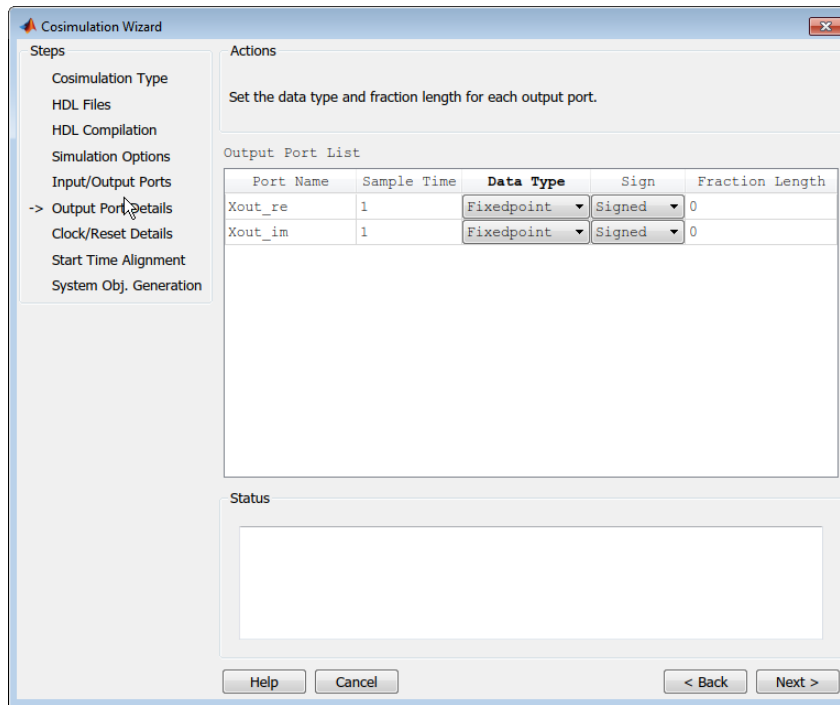 Cosimulation Wizard
Steps
Cosimulation Type
HDL Files
HDL Compilation
Simulation Options
Input/Output Ports
-> Output Port Details
Clock/Reset Details
Start Time Alignment
System Obj. Generation
Actions
Set the data type and fraction length for each output port.
Output Port List
Port Name Sample Time Data Type Sign Fraction Length
Xout_re 1 Fixedpoint Signed 0
Xout_im 1 Fixedpoint Signed 0
Status
Help Cancel < Back Next >